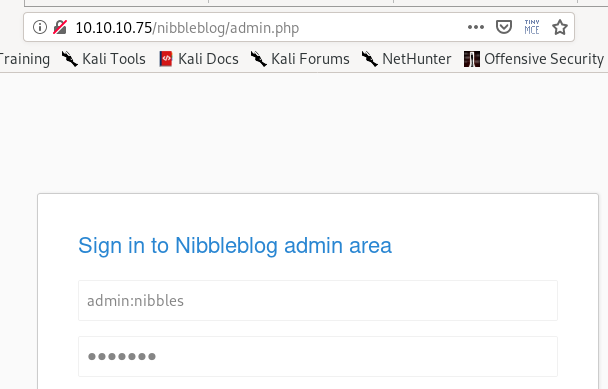 10.10.10.75/nibbleblog/admin.php
TINY
MCE
Training Kali Tools Kali Docs Kali Forums NetHunter Offensive Security
Sign in to Nibbleblog admin area
admin:nibbles
●●●●●●●